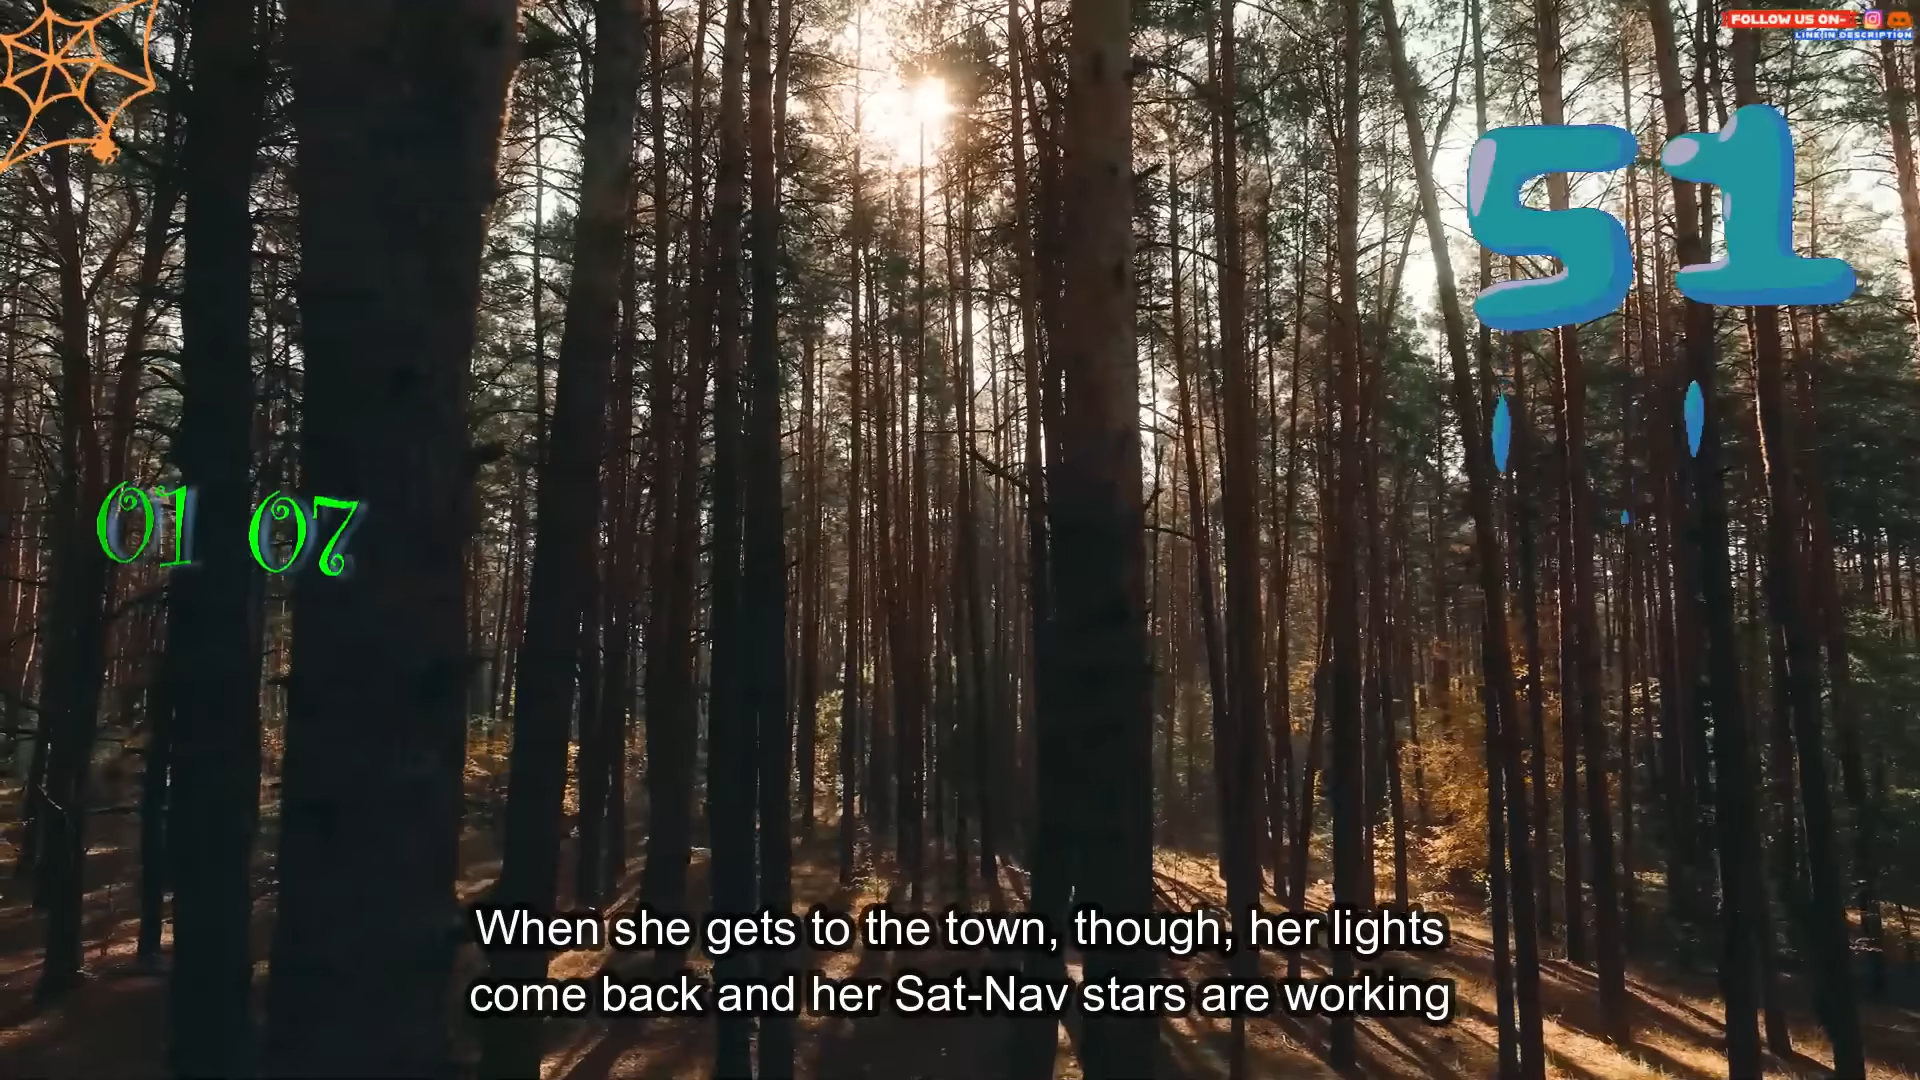 FOLLOW US ON-
LINK IN DESCRIPTION
51
01 07
When she gets to the town, though, her lights
come back and her Sat-Nav stars are working